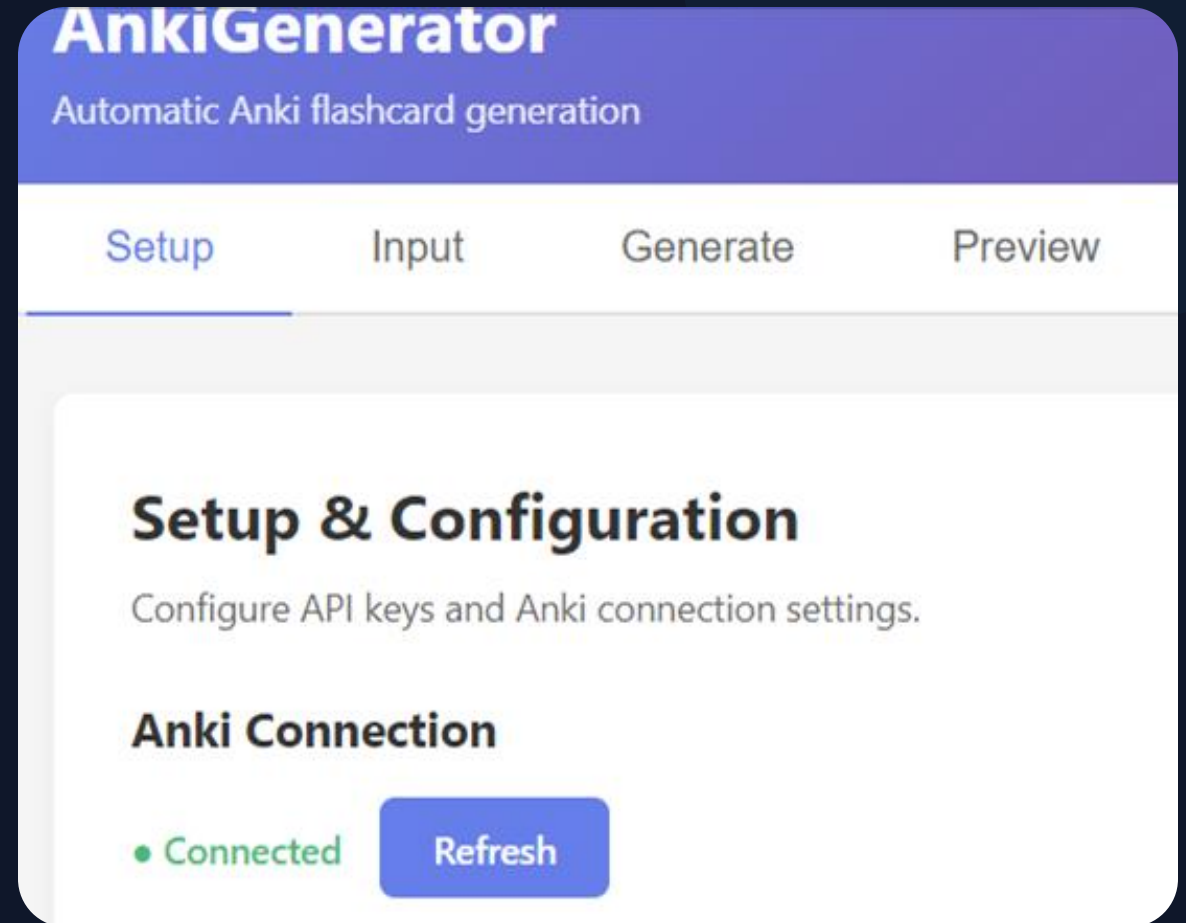 AnkiGenerator
Automatic Anki flashcard generation
Setup Input Generate Preview
Setup & Configuration
Configure API keys and Anki connection settings.
Anki Connection
● Connected Refresh